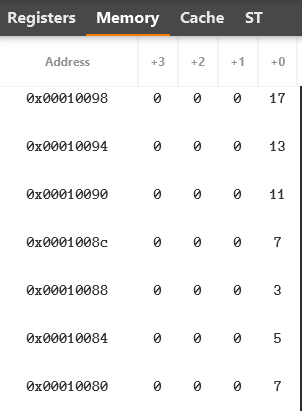 Registers Memory Cache ST
Address +3 +2 +1 +0
0x00010098 0 0 0 17
0x00010094 0 0 0 13
0x00010090 0 0 0 11
0x0001008c 0 0 0 7
0x00010088 0 0 0 3
0x00010084 0 0 0 5
0x00010080 0 0 0 7